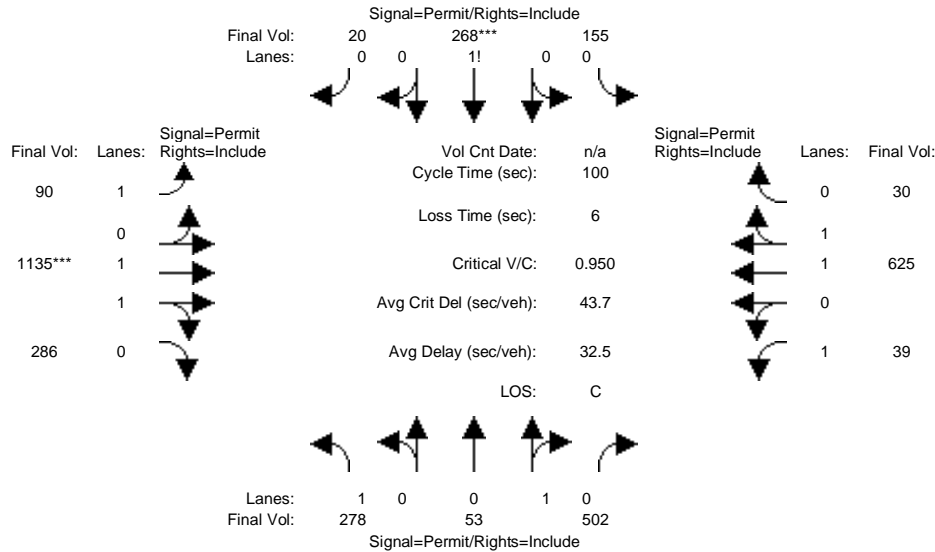 Signal=Permit/Rights=Include
Final Vol: 20 268*** 155
Lanes: 0 0 1! 0 0
Signal=Permit Signal=Permit
Final Vol: Lanes: Rights=Include Vol Cnt Date: n/a Rights=Include Lanes: Final Vol:
Cycle Time (sec): 100
90 1 0 30
Loss Time (sec): 6
0 1
1135*** 1 Critical V/C: 0.950 1 625
1 Avg Crit Del (sec/veh): 43.7 0
286 0 Avg Delay (sec/veh): 32.5 1 39
LOS: C
Lanes: 1 0 0 1 0
Final Vol: 278 53 502
Signal=Permit/Rights=Include